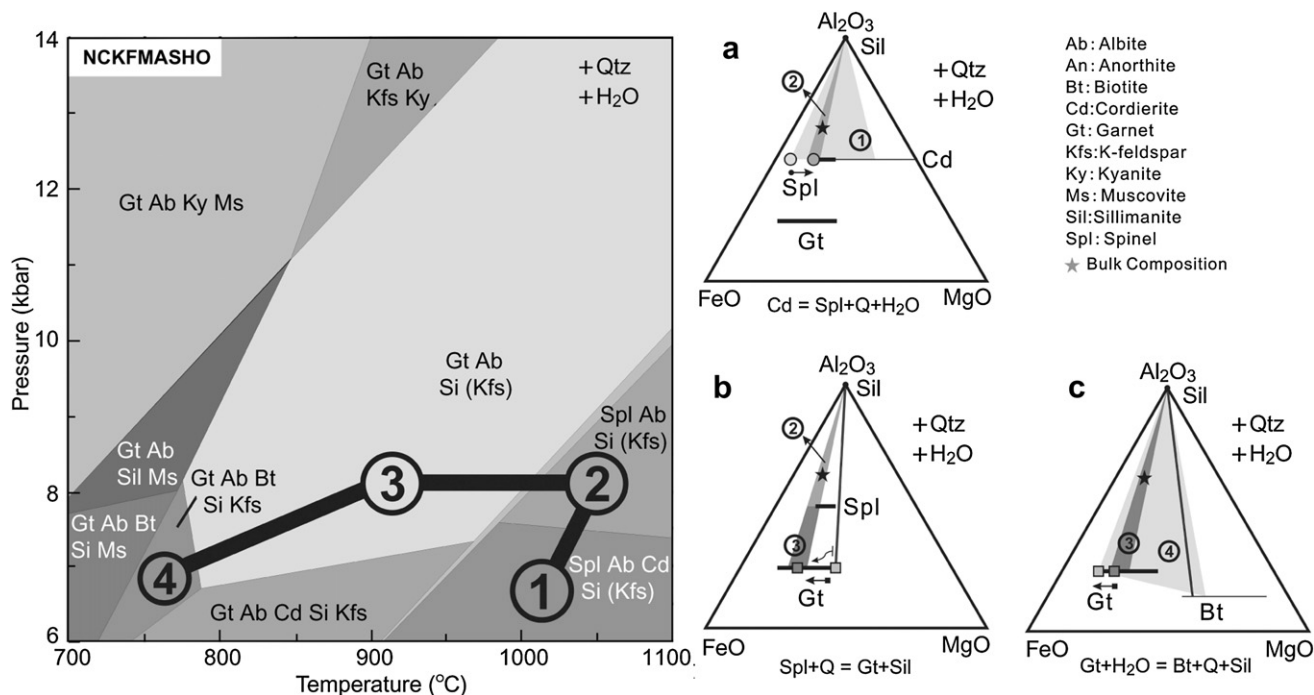 NCKFMASHO
+Qtz
+H₂O
Gt Ab
Kfs Ky
Gt Ab Ky Ms
Gt Ab
Si (Kfs)
Spl Ab
Si (Kfs)
Gt Ab
Sil Ms
Gt Ab Bt
Si Kfs
Gt Ab Bt
Si Ms
Spl Ab Cd
Si (Kfs)
Gt Ab Cd Si Kfs
1
2
3
4
14
12
10
8
6
Pressure (kbar)
700
800
900
1000
1100
Temperature (°C)
a
Al₂O₃
Sil
+Qtz
+H₂O
②
①
Cd
Spl
Gt
FeO
MgO
Cd = Spl+Q+H₂O
Ab: Albite
An: Anorthite
Bt: Biotite
Cd:Cordierite
Gt: Garnet
Kfs:K-feldspar
Ky: Kyanite
Ms: Muscovite
Sil:Sillimanite
Spl: Spinel
★ Bulk Composition
b
Al₂O₃
Sil
+Qtz
+H₂O
②
Spl
③
Gt
FeO
MgO
Spl+Q = Gt+Sil
c
Al₂O₃
Sil
+Qtz
+H₂O
③
④
Gt
Bt
FeO
MgO
Gt+H₂O = Bt+Q+Sil